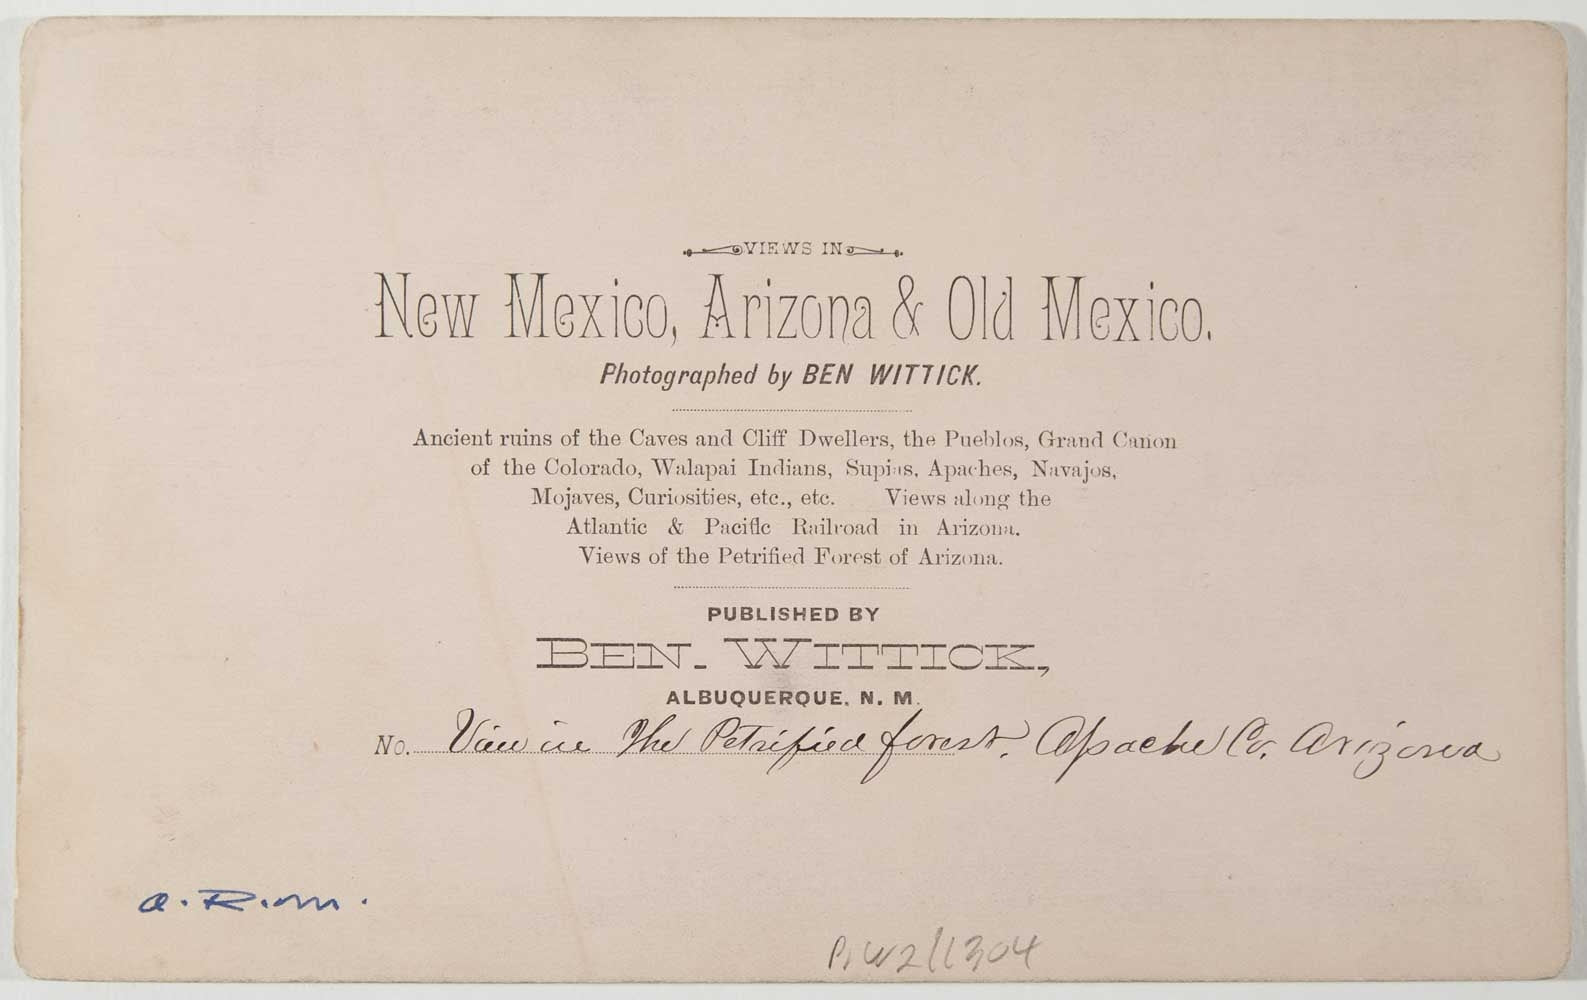 VIEWS IN
New Mexico, Arizona & Old Mexico.
Photographed by BEN WITTICK.
Ancient ruins of the Caves and Cliff Dwellers, the Pueblos, Grand Cañon
of the Colorado, Walapai Indians, Supias, Apaches, Navajos,
Mojaves, Curiosities, etc., etc. Views along the
Atlantic & Pacific Railroad in Arizona.
Views of the Petrified Forest of Arizona.
PUBLISHED BY
BEN. WITTICK,
ALBUQUERQUE, N. M.
No. View in the Petrified forest, Apache Co. Arizona
a. R. m.
BW2/1304